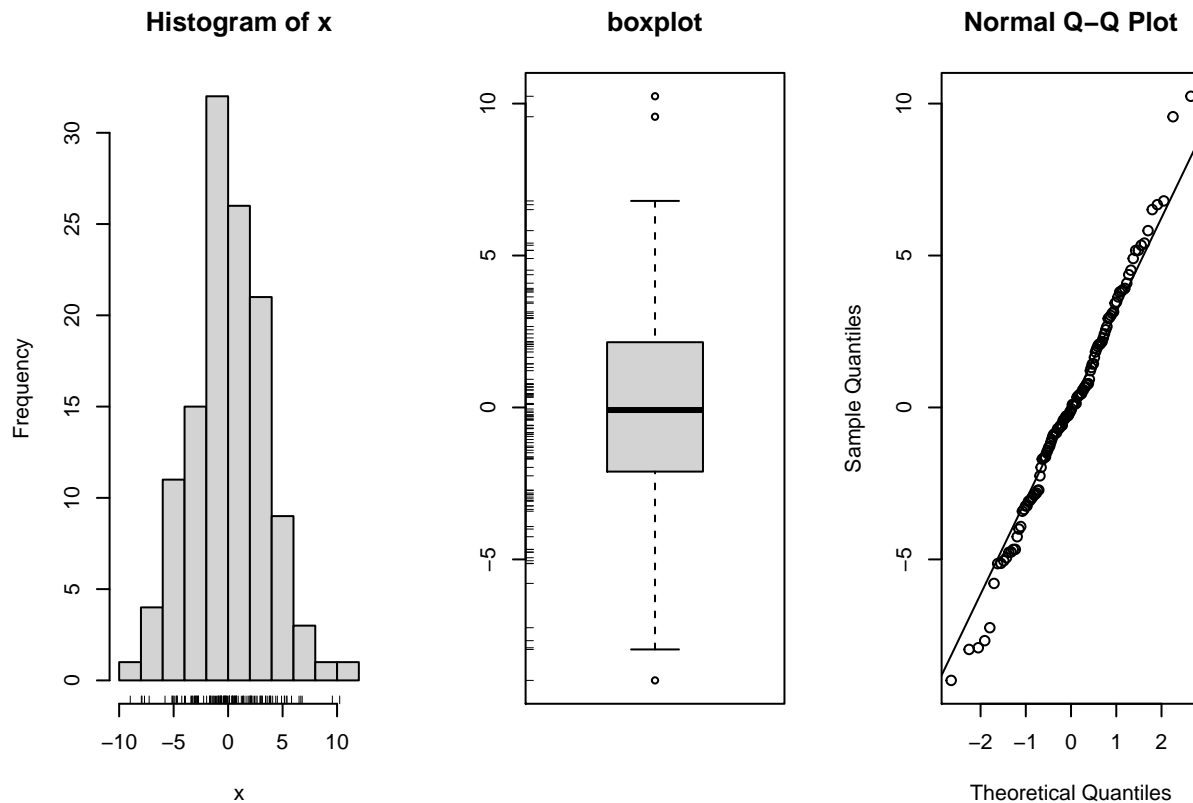 Histogram of x
Frequency
30
25
20
15
10
5
0
−10 −5 0 5 10
x
boxplot
10
5
0
−5
Normal Q−Q Plot
Sample Quantiles
10
5
0
−5
−2 −1 0 1 2
Theoretical Quantiles